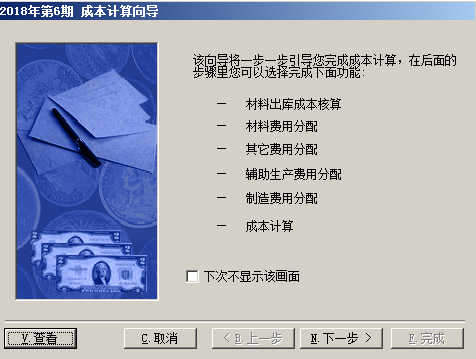 2018年第6期 成本计算向导
该向导将一步一步引导您完成成本计算，在后面的
步骤里您可以选择完成下面功能:
— 材料出库成本核算
— 材料费用分配
— 其它费用分配
— 辅助生产费用分配
— 制造费用分配
— 成本计算
下次不显示该画面
V.查看 C.取消 < B.上一步 N.下一步 > E.完成